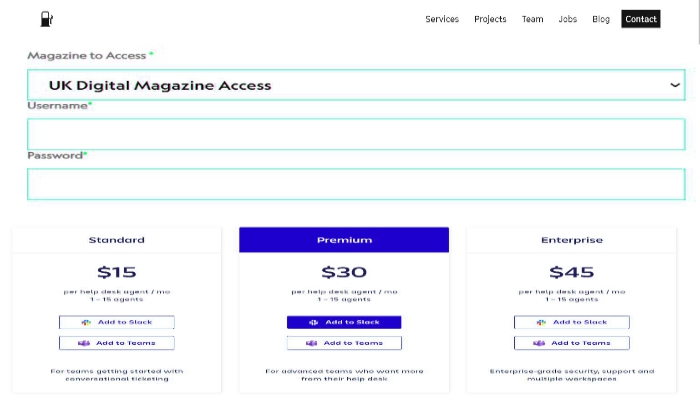 Services Projects Team Jobs Blog Contact
Magazine to Access *
UK Digital Magazine Access
Username*
Password*
Standard
$15
per help desk agent / mo
1 – 15 agents
Add to Slack
Add to Teams
For teams getting started with
conversational ticketing
Premium
$30
per help desk agent / mo
1 – 15 agents
Add to Slack
Add to Teams
For advanced teams who want more
from their help desk
Enterprise
$45
per help desk agent / mo
1 – 15 agents
Add to Slack
Add to Teams
Enterprise-grade security, support and
multiple workspaces